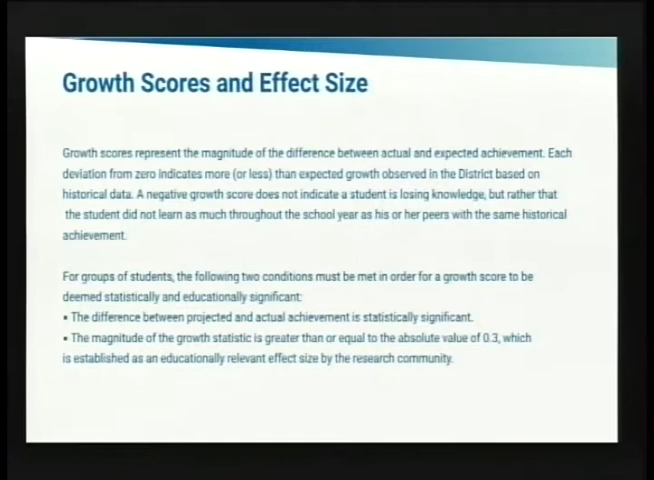 Growth Scores and Effect Size
Growth scores represent the magnitude of the difference between actual and expected achievement. Each
deviation from zero indicates more (or less) than expected growth observed in the District based on
historical data. A negative growth score does not indicate a student is losing knowledge, but rather that
the student did not learn as much throughout the school year as his or her peers with the same historical
achievement.
For groups of students, the following two conditions must be met in order for a growth score to be
deemed statistically and educationally significant:
▪ The difference between projected and actual achievement is statistically significant.
▪ The magnitude of the growth statistic is greater than or equal to the absolute value of 0.3, which
is established as an educationally relevant effect size by the research community.